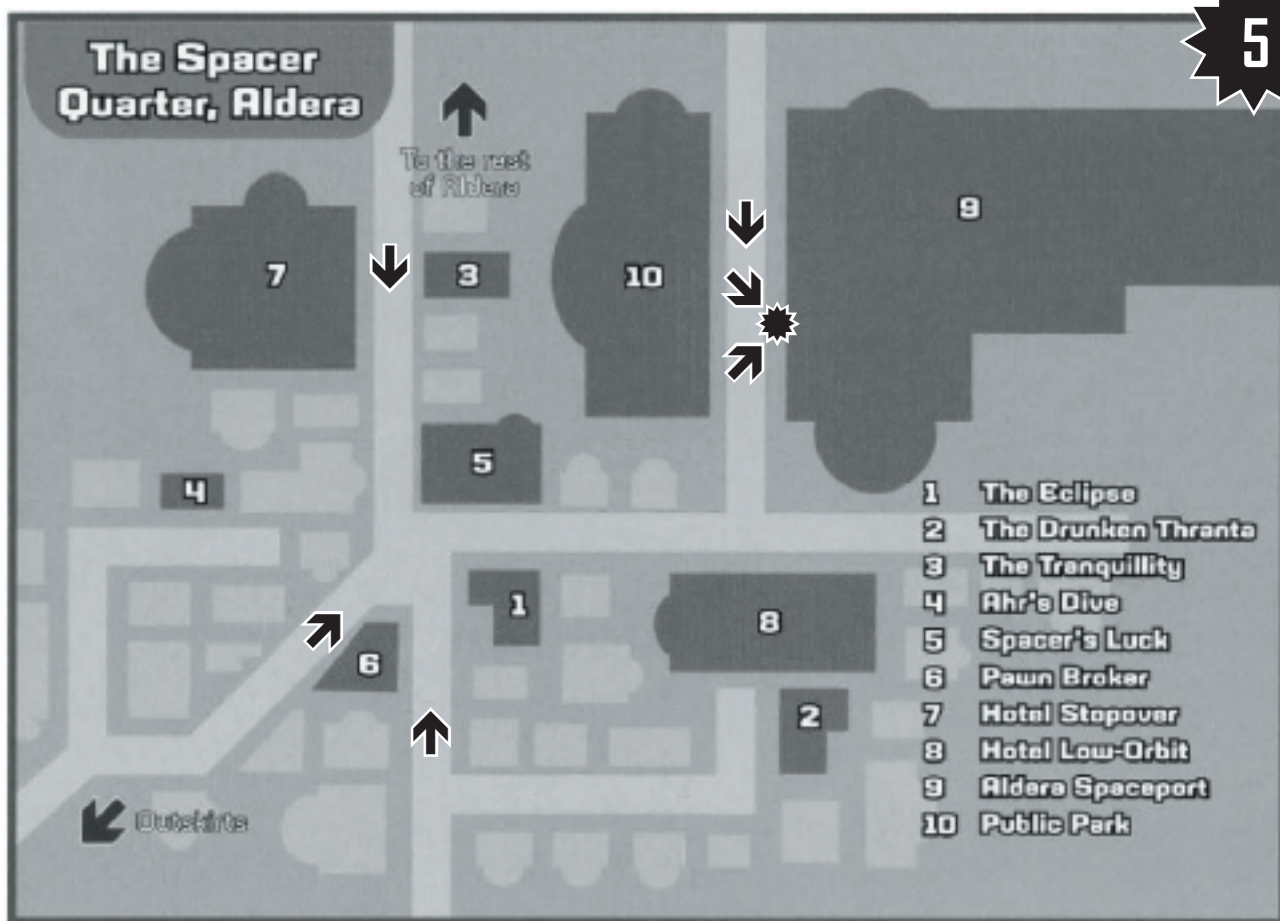 The Spacer
Quarter, Aldera
5
To the rest
of Aldera
7
3
10
9
5
4
1
8
6
2
Outskirts
1 The Eclipse
2 The Drunken Thranta
3 The Tranquillity
4 Ahr's Dive
5 Spacer's Luck
6 Pawn Broker
7 Hotel Stopover
8 Hotel Low-Orbit
9 Aldera Spaceport
10 Public Park